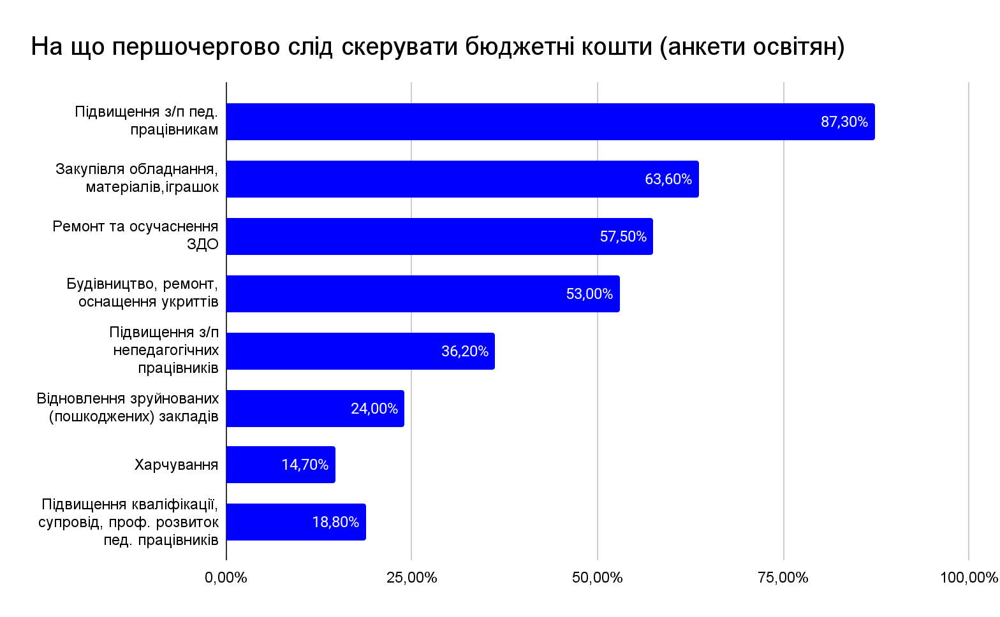 На що першочергово слід скерувати бюджетні кошти (анкети освітян)
Підвищення з/п пед.
працівникам
87,30%
Закупівля обладнання,
матеріалів,іграшок
63,60%
Ремонт та осучаснення
ЗДО
57,50%
Будівництво, ремонт,
оснащення укриттів
53,00%
Підвищення з/п
непедагогічних
працівників
36,20%
Відновлення зруйнованих
(пошкоджених) закладів
24,00%
Харчування
14,70%
Підвищення кваліфікації,
супровід, проф. розвиток
пед. працівників
18,80%
0,00%
25,00%
50,00%
75,00%
100,00%